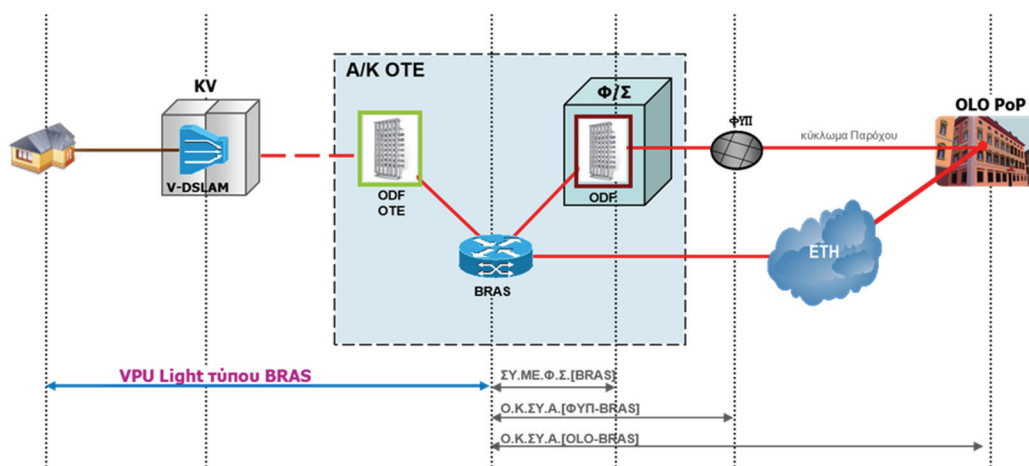 Α/Κ ΟΤΕ
KV
Φ/Σ
ΦΥΠ
OLO PoP
κύκλωμα Παρόχου
V-DSLAM
ODF
OTE
ODF
ETH
BRAS
VPU Light τύπου BRAS
ΣΥ.ΜΕ.Φ.Σ.[BRAS]
Ο.Κ.ΣΥ.Α.[ΦΥΠ-BRAS]
Ο.Κ.ΣΥ.Α.[OLO-BRAS]